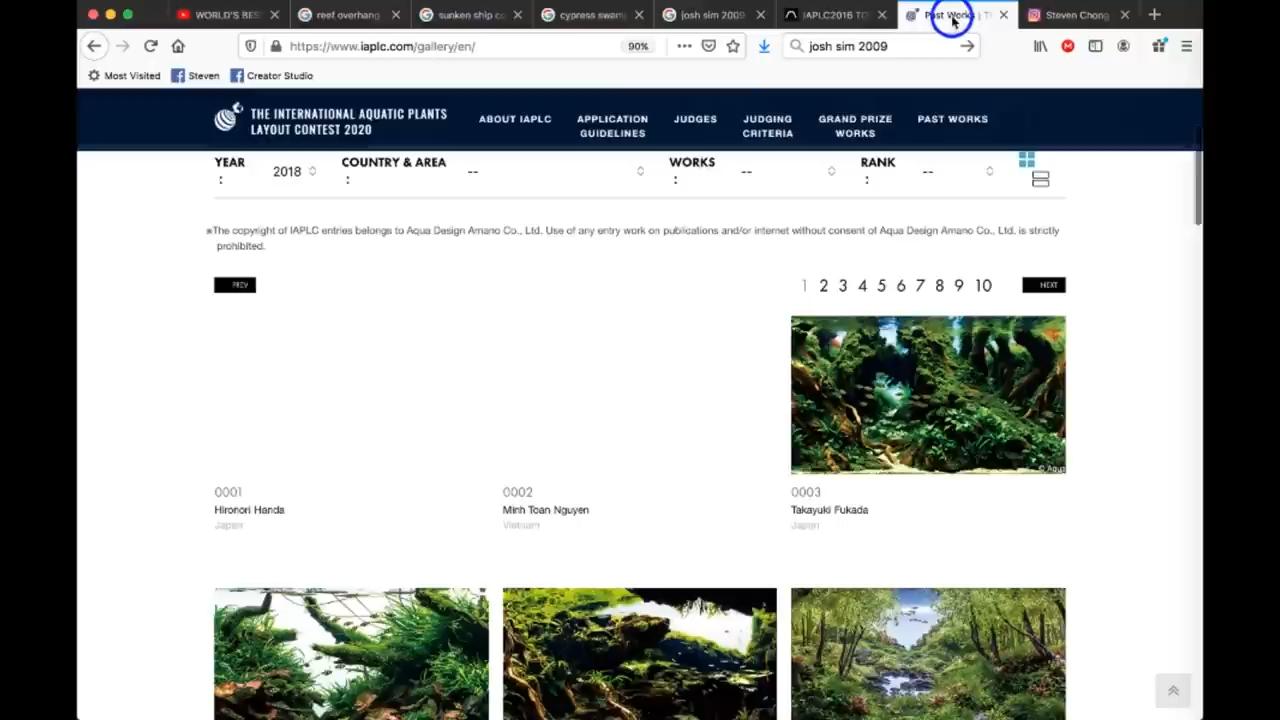 WORLD'S BES
reef overhang
sunken ship co
cypress swam
josh sim 2009
IAPLC2016 TO
Past Works | T
Steven Chong
https://www.iaplc.com/gallery/en/
90%
josh sim 2009
Most Visited
Steven
Creator Studio
THE INTERNATIONAL AQUATIC PLANTS
LAYOUT CONTEST 2020
ABOUT IAPLC
APPLICATION
GUIDELINES
JUDGES
JUDGING
CRITERIA
GRAND PRIZE
WORKS
PAST WORKS
YEAR
:
2018
COUNTRY & AREA
:
--
WORKS
:
--
RANK
:
--
※The copyright of IAPLC entries belongs to Aqua Design Amano Co., Ltd. Use of any entry work on publications and/or internet without consent of Aqua Design Amano Co., Ltd. is strictly
prohibited.
PREV
1 2 3 4 5 6 7 8 9 10
NEXT
© Aqua
0001
Hironori Handa
Japan
0002
Minh Toan Nguyen
Vietnam
0003
Takayuki Fukada
Japan